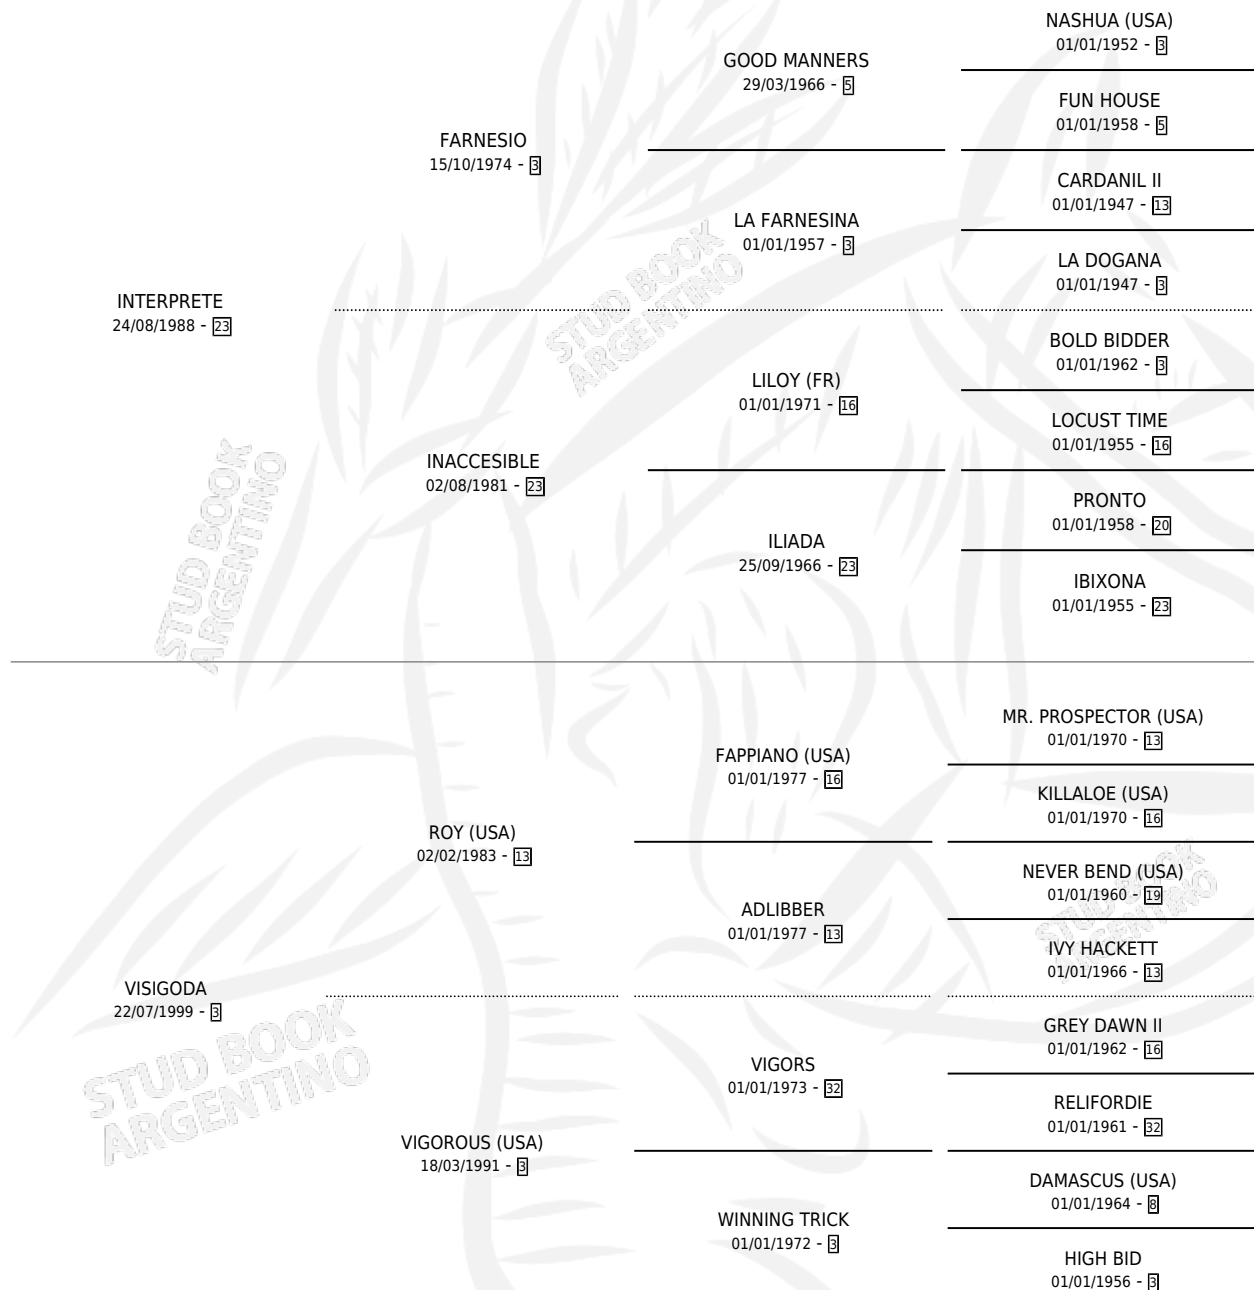 NASHUA (USA)
01/01/1952 - 3
GOOD MANNERS
29/03/1966 - 5
FUN HOUSE
01/01/1958 - 5
FARNESIO
15/10/1974 - 3
CARDANIL II
01/01/1947 - 13
LA FARNESINA
01/01/1957 - 3
LA DOGANA
01/01/1947 - 3
INTERPRETE
24/08/1988 - 23
STUD BOOK
ARGENTINO
BOLD BIDDER
01/01/1962 - 3
LILOY (FR)
01/01/1971 - 16
LOCUST TIME
01/01/1955 - 16
INACCESIBLE
02/08/1981 - 23
PRONTO
01/01/1958 - 20
ILIADA
25/09/1966 - 23
IBIXONA
01/01/1955 - 23
STUD BOOK
ARGENTINO
MR. PROSPECTOR (USA)
01/01/1970 - 13
FAPPIANO (USA)
01/01/1977 - 16
KILLALOE (USA)
01/01/1970 - 16
ROY (USA)
02/02/1983 - 13
NEVER BEND (USA)
01/01/1960 - 19
STUD BOOK
ARGENTINO
ADLIBBER
01/01/1977 - 13
IVY HACKETT
01/01/1966 - 13
VISIGODA
22/07/1999 - 3
STUD BOOK
ARGENTINO
GREY DAWN II
01/01/1962 - 16
VIGORS
01/01/1973 - 32
RELIFORDIE
01/01/1961 - 32
VIGOROUS (USA)
18/03/1991 - 3
DAMASCUS (USA)
01/01/1964 - 8
WINNING TRICK
01/01/1972 - 3
HIGH BID
01/01/1956 - 3